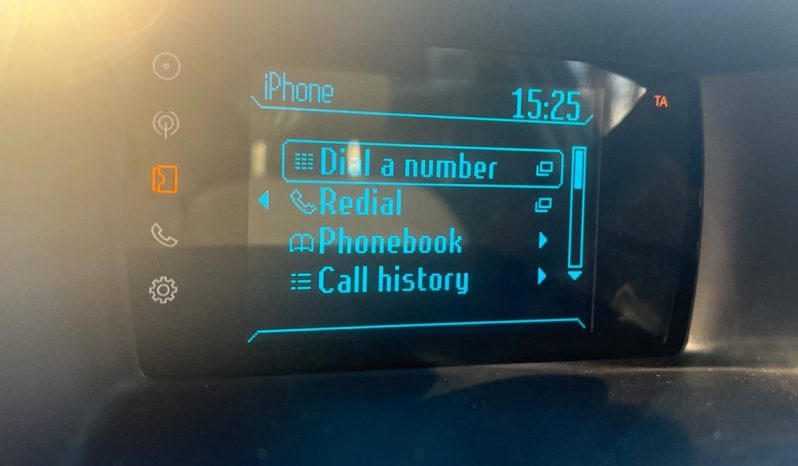 iPhone
15:25
TA
Dial a number
Redial
Phonebook
Call history